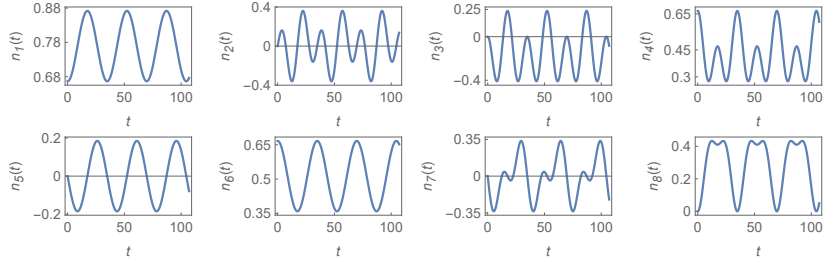 n1(t) 0.88 0.78 0.68 0 50 100 t
n2(t) 0.4 0 −0.4 0 50 100 t
n3(t) 0.25 0 −0.4 0 50 100 t
n4(t) 0.65 0.45 0.3 0 50 100 t
n5(t) 0.2 0 −0.2 0 50 100 t
n6(t) 0.65 0.5 0.35 0 50 100 t
n7(t) 0.35 0 −0.35 0 50 100 t
n8(t) 0.4 0.2 0 0 50 100 t